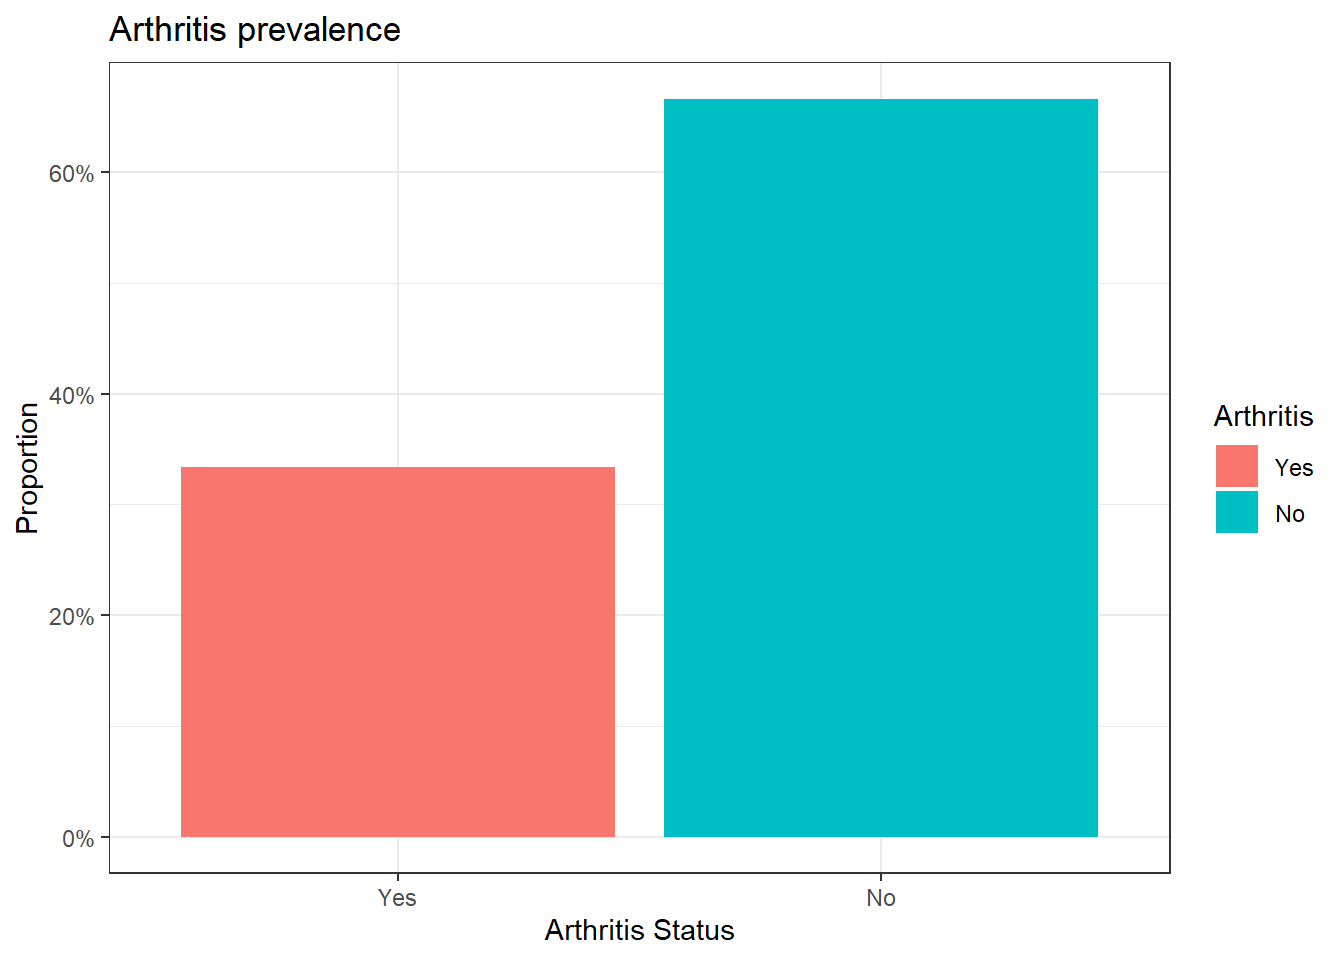 Arthritis prevalence
Proportion
60%
40%
20%
0%
Yes
No
Arthritis Status
Arthritis
Yes
No